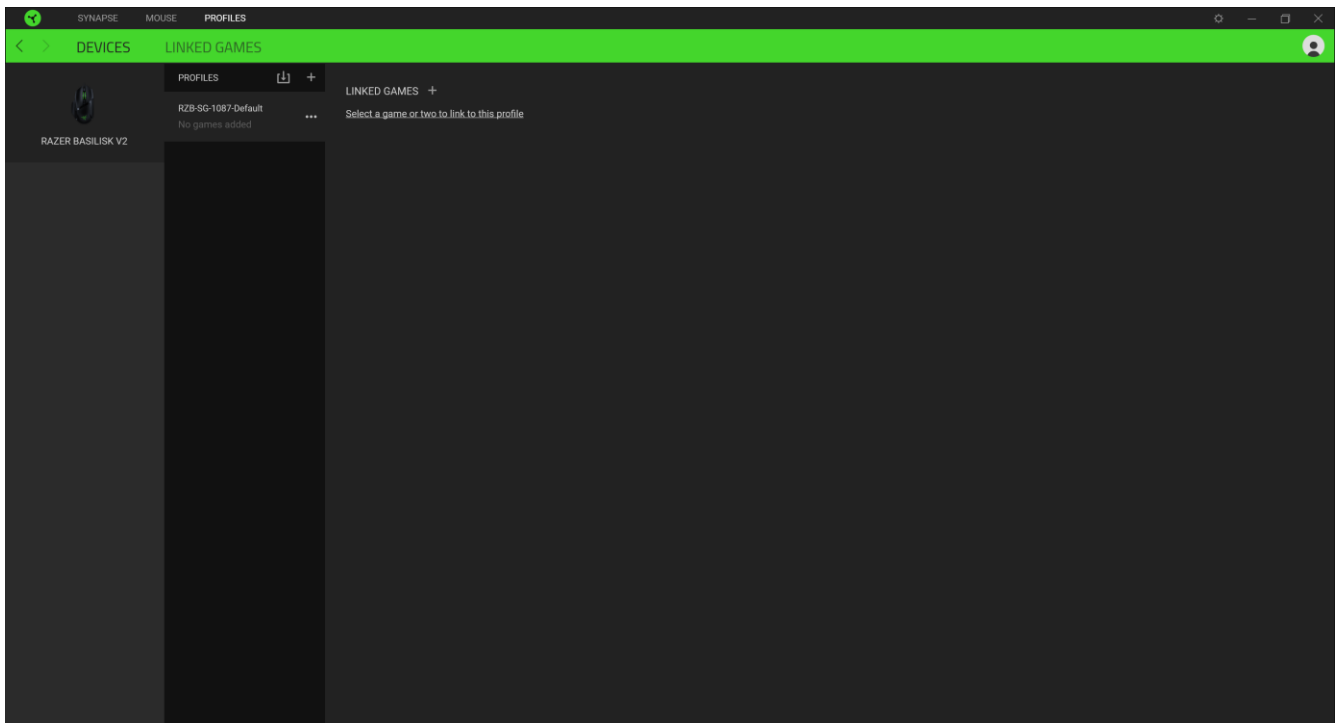 SYNAPSE MOUSE PROFILES
DEVICES LINKED GAMES
RAZER BASILISK V2
PROFILES
RZB-SG-1087-Default
No games added
LINKED GAMES
Select a game or two to link to this profile